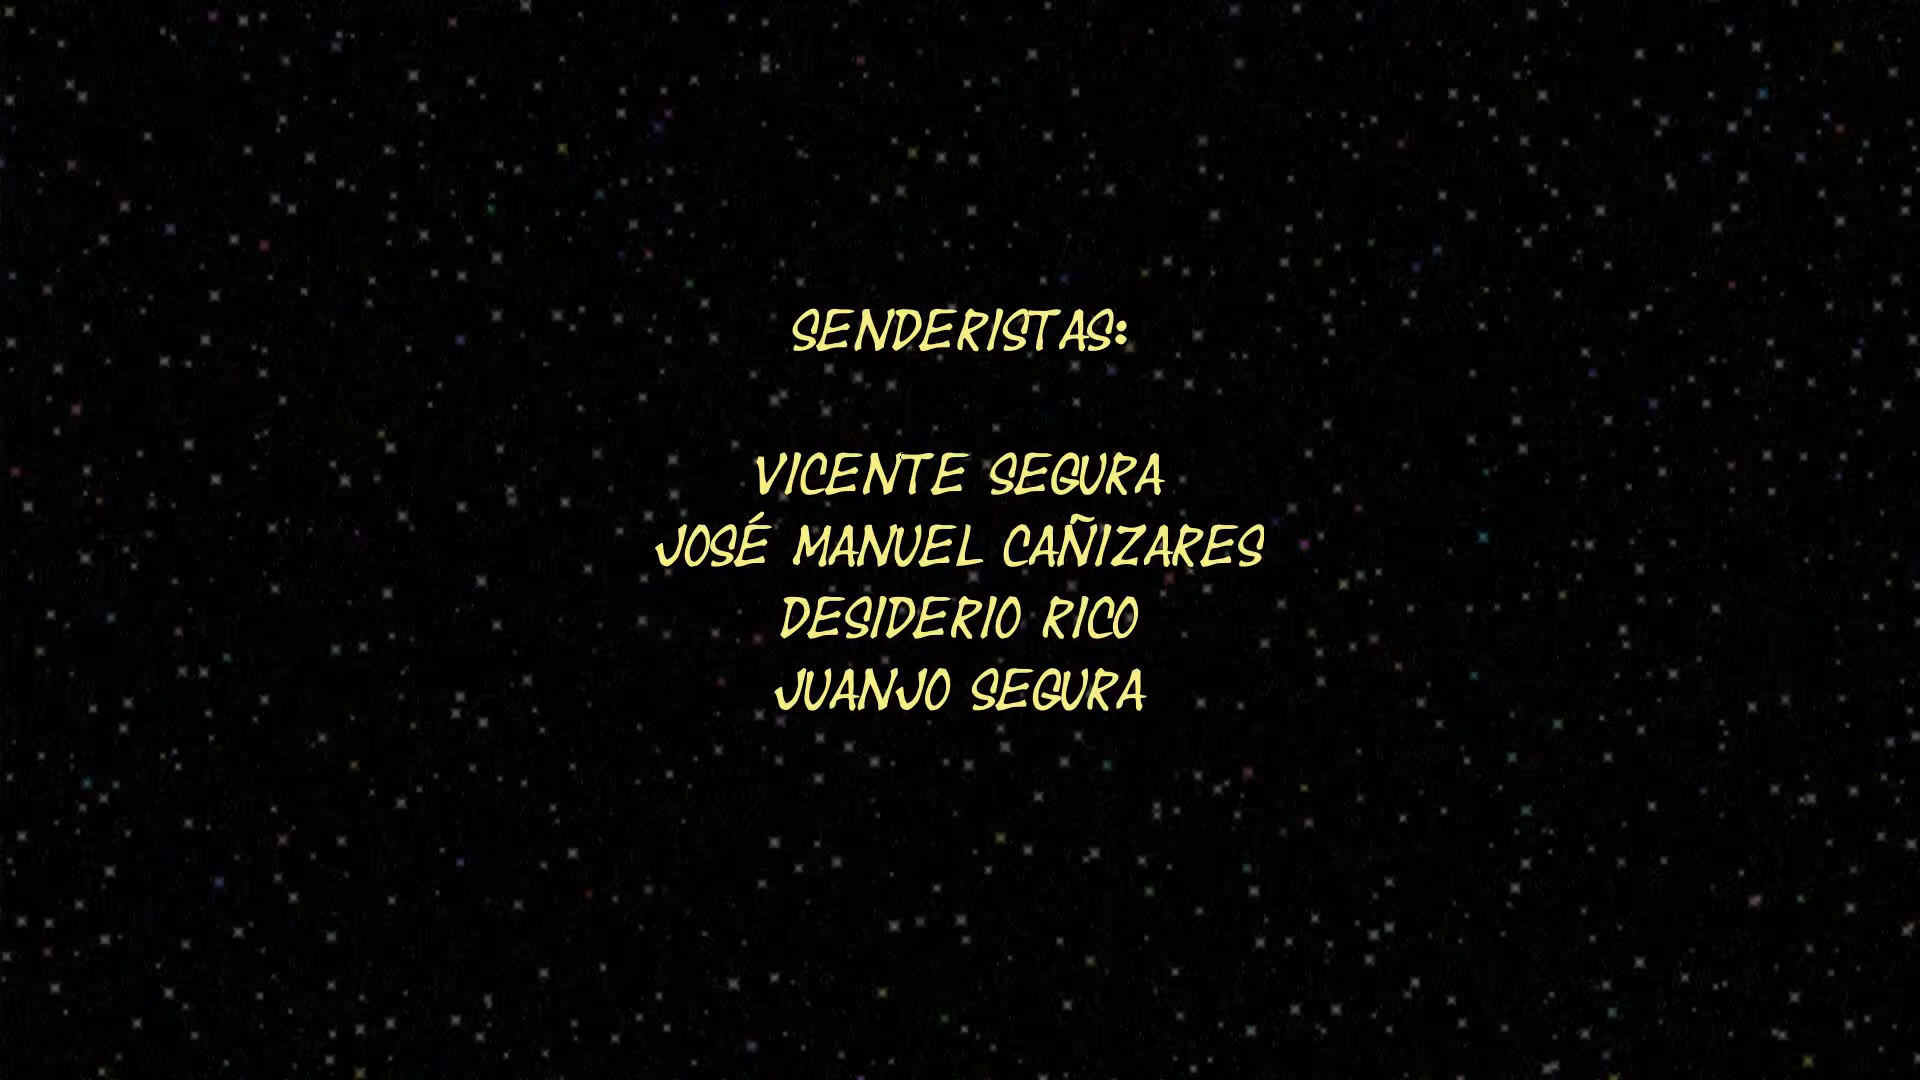 SENDERISTAS:
VICENTE SEGURA
JOSÉ MANUEL CAÑIZARES
DESIDERIO RICO
JUANJO SEGURA